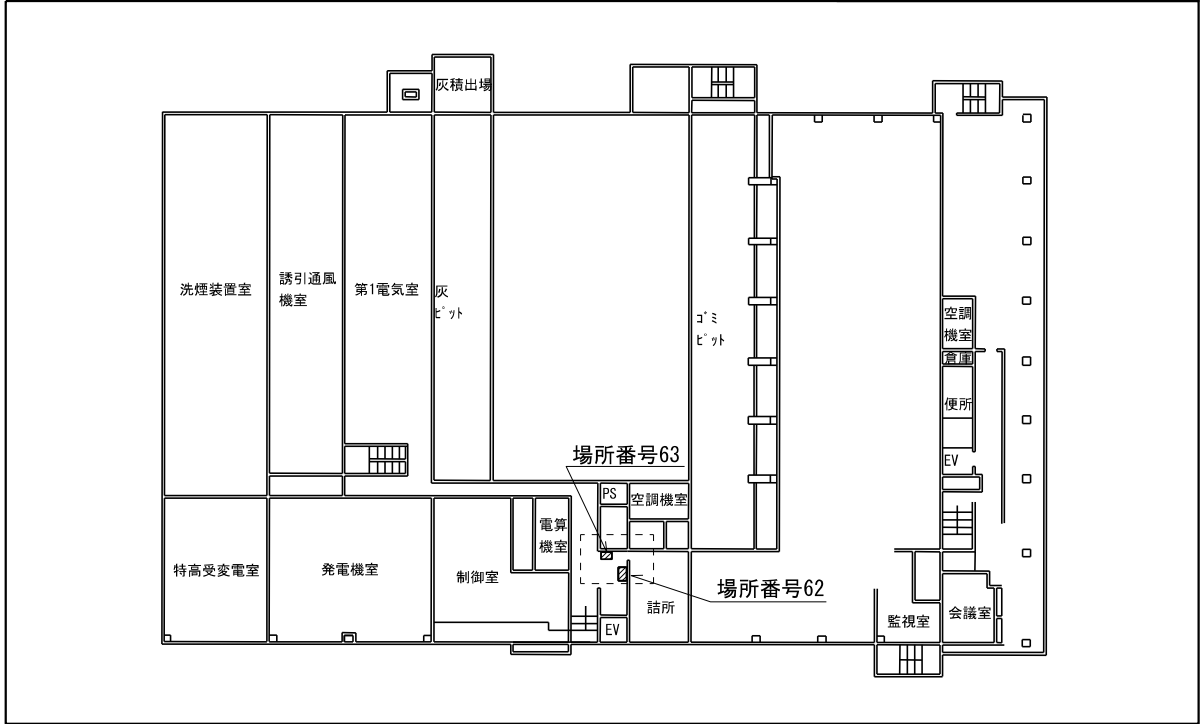 灰積出場
洗煙装置室
誘引通風
機室
第1電気室
灰
ﾋﾟｯﾄ
ｺﾞﾐ
ﾋﾟｯﾄ
空調
機室
倉庫
便所
EV
場所番号63
PS
空調機室
電算
機室
特高受変電室
発電機室
制御室
場所番号62
詰所
EV
監視室
会議室